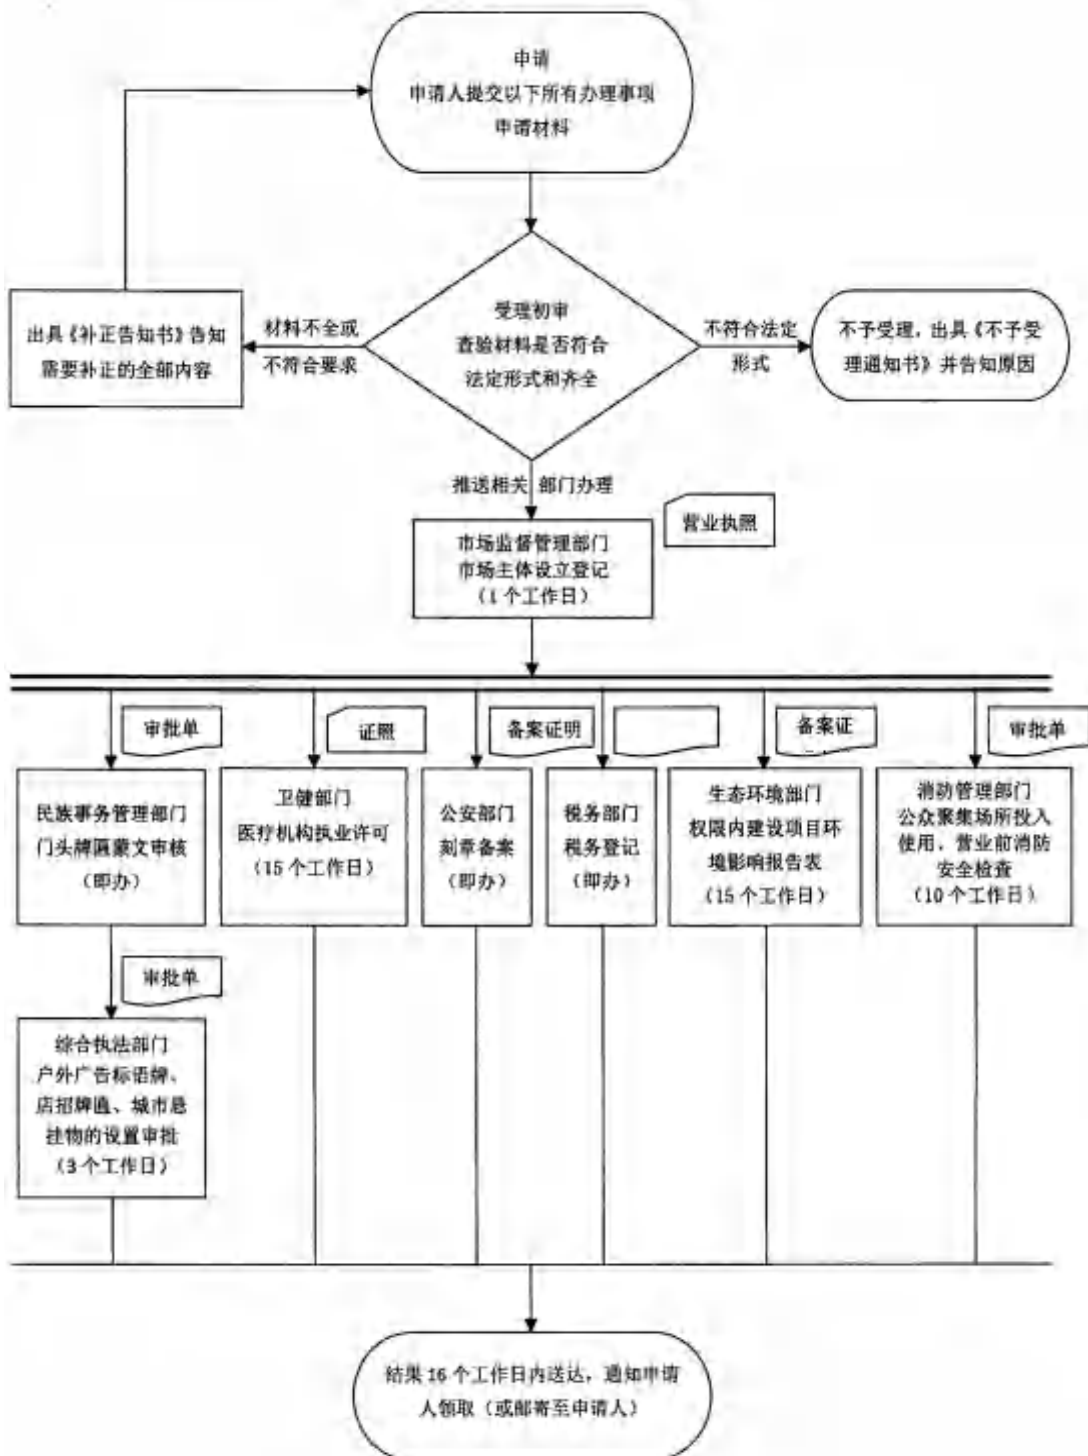 申请
申请人提交以下所有办理事项
申请材料
出具《补正告知书》告知
需要补正的全部内容
材料不全或
不符合要求
受理初审
查验材料是否符合
法定形式和齐全
不符合法定
形式
不予受理，出具《不予受
理通知书》并告知原因
推送相关 部门办理
营业执照
市场监督管理部门
市场主体设立登记
（1 个工作日）
审批单
证照
备案证明
备案证
审批单
民族事务管理部门
门头牌匾蒙文审核
（即办）
卫健部门
医疗机构执业许可
（15 个工作日）
公安部门
刻章备案
（即办）
税务部门
税务登记
（即办）
生态环境部门
权限内建设项目环
境影响报告表
（15 个工作日）
消防管理部门
公众聚集场所投入
使用、营业前消防
安全检查
（10 个工作日）
审批单
综合执法部门
户外广告标语牌、
店招牌匾、城市悬
挂物的设置审批
（3 个工作日）
结果 16 个工作日内送达，通知申请
人领取（或邮寄至申请人）